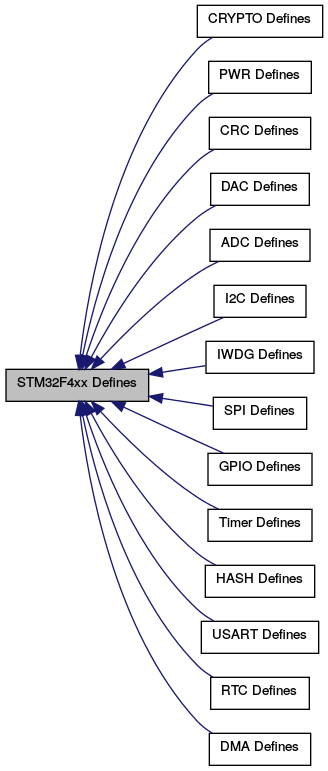 CRYPTO Defines
PWR Defines
CRC Defines
DAC Defines
ADC Defines
I2C Defines
IWDG Defines
STM32F4xx Defines
SPI Defines
GPIO Defines
Timer Defines
HASH Defines
USART Defines
RTC Defines
DMA Defines